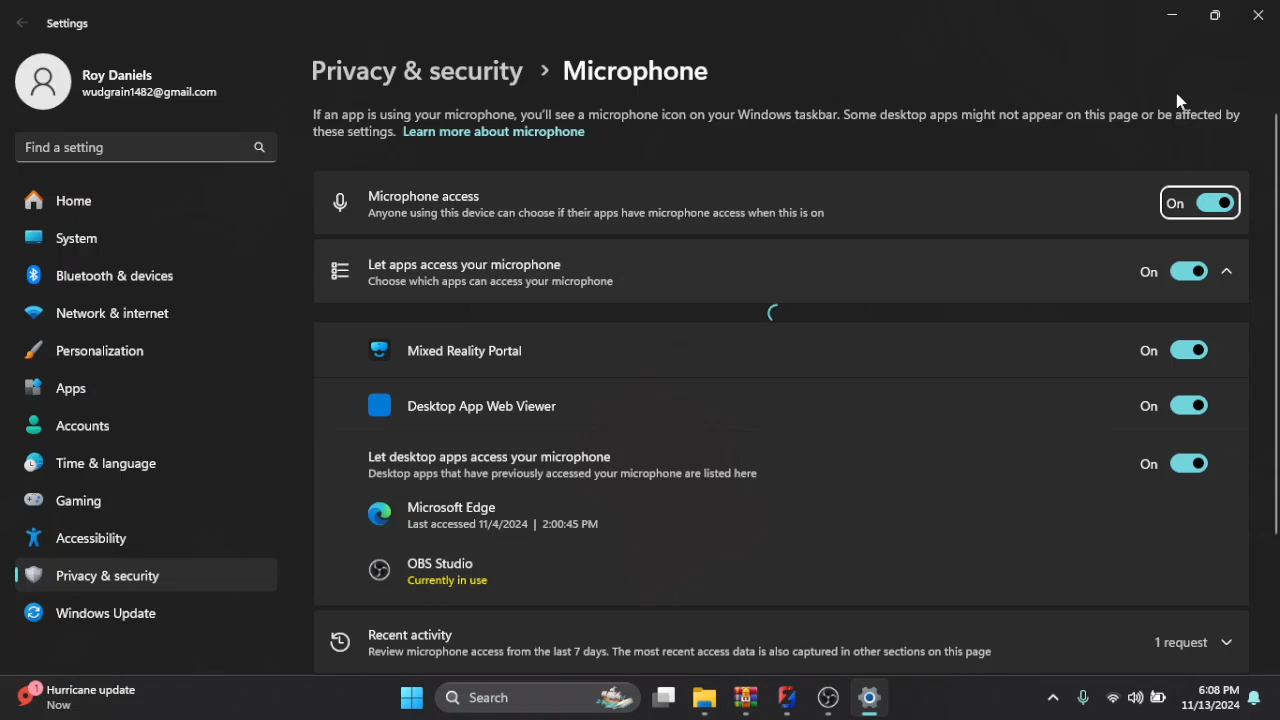 Settings
Roy Daniels
wudgrain1482@gmail.com
Find a setting
Home
System
Bluetooth & devices
Network & internet
Personalization
Apps
Accounts
Time & language
Gaming
Accessibility
Privacy & security
Windows Update
Privacy & security > Microphone
If an app is using your microphone, you'll see a microphone icon on your Windows taskbar. Some desktop apps might not appear on this page or be affected by
these settings. Learn more about microphone
Microphone access
Anyone using this device can choose if their apps have microphone access when this is on
On
Let apps access your microphone
Choose which apps can access your microphone
On
Mixed Reality Portal
On
Desktop App Web Viewer
On
Let desktop apps access your microphone
Desktop apps that have previously accessed your microphone are listed here
On
Microsoft Edge
Last accessed 11/4/2024 | 2:00:45 PM
OBS Studio
Currently in use
Recent activity
Review microphone access from the last 7 days. The most recent access data is also captured in other sections on this page
1 request
1
Hurricane update
Now
Search
6:08 PM
11/13/2024